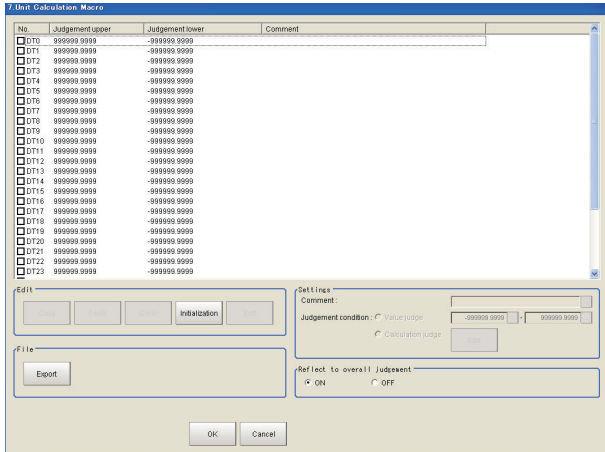 7.Unit Calculation Macro
No. Judgement upper Judgement lower Comment
DT0 999999.9999 -999999.9999
DT1 999999.9999 -999999.9999
DT2 999999.9999 -999999.9999
DT3 999999.9999 -999999.9999
DT4 999999.9999 -999999.9999
DT5 999999.9999 -999999.9999
DT6 999999.9999 -999999.9999
DT7 999999.9999 -999999.9999
DT8 999999.9999 -999999.9999
DT9 999999.9999 -999999.9999
DT10 999999.9999 -999999.9999
DT11 999999.9999 -999999.9999
DT12 999999.9999 -999999.9999
DT13 999999.9999 -999999.9999
DT14 999999.9999 -999999.9999
DT15 999999.9999 -999999.9999
DT16 999999.9999 -999999.9999
DT17 999999.9999 -999999.9999
DT18 999999.9999 -999999.9999
DT19 999999.9999 -999999.9999
DT20 999999.9999 -999999.9999
DT21 999999.9999 -999999.9999
DT22 999999.9999 -999999.9999
DT23 999999.9999 -999999.9999
Edit
Initialization
File
Export
Settings
Comment :
Judgement condition : Value judge -999999.9999 - 999999.9999
Calculation judge
Edit
Reflect to overall judgement
ON OFF
OK Cancel